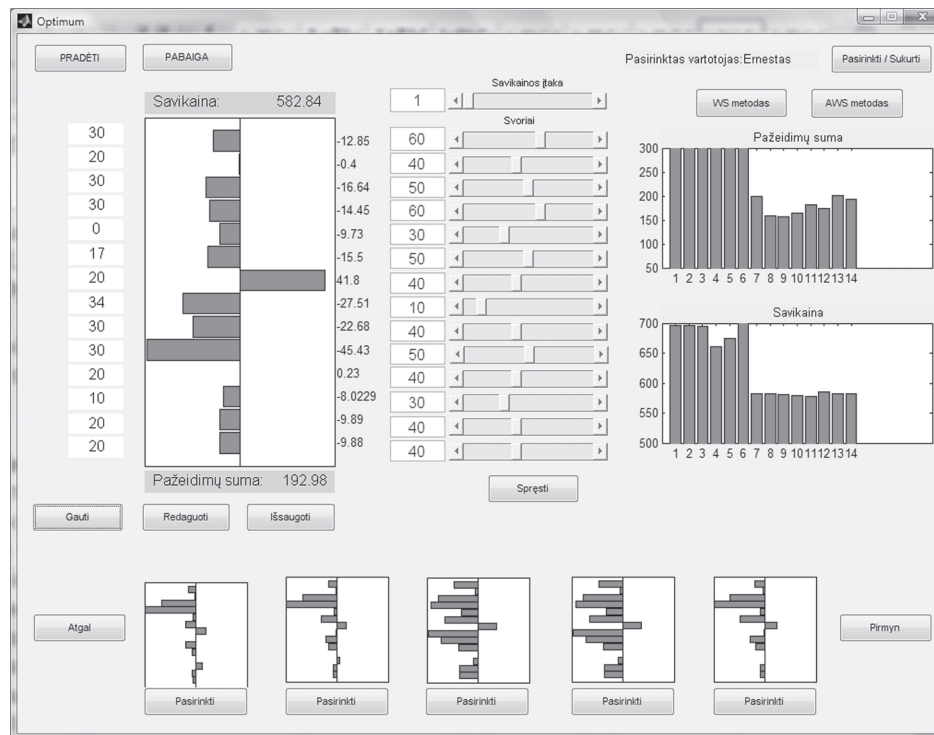 Optimum
PRADĖTI
PABAIGA
Pasirinktas vartotojas:Ernestas
Pasirinkti / Sukurti
Savikaina: 582.84
Savikainos įtaka
1
WS metodas
AWS metodas
Svoriai
30
20
30
30
0
17
20
34
30
30
20
10
20
20
-12.85
-0.4
-16.64
-14.45
-9.73
-15.5
41.8
-27.51
-22.68
-45.43
0.23
-8.0229
-9.89
-9.88
60
40
50
60
30
50
40
10
40
50
40
30
40
40
Pažeidimų suma
300
250
200
150
100
50
1 2 3 4 5 6 7 8 9 10 11 12 13 14
Savikaina
700
650
600
550
500
1 2 3 4 5 6 7 8 9 10 11 12 13 14
Pažeidimų suma: 192.98
Spręsti
Gauti
Redaguoti
Išsaugoti
Atgal
Pirmyn
Pasirinkti
Pasirinkti
Pasirinkti
Pasirinkti
Pasirinkti